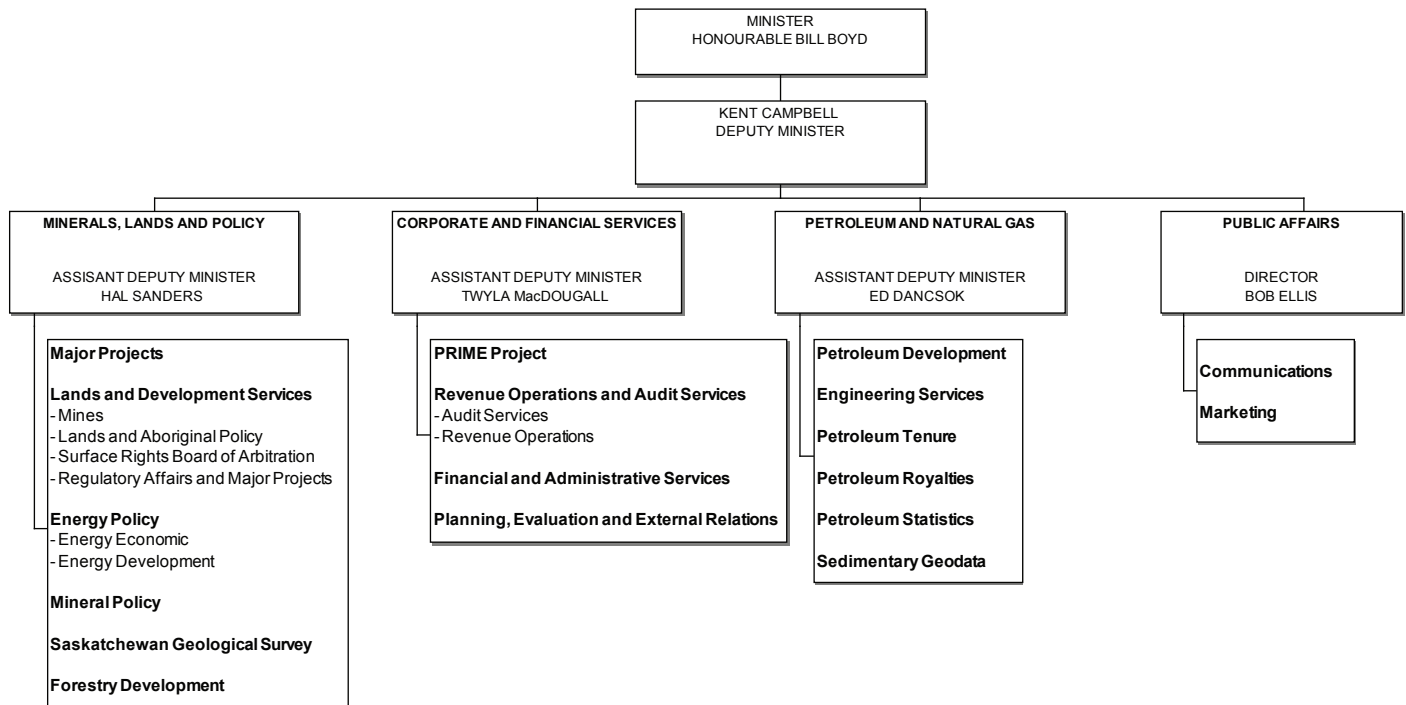 MINISTER
HONOURABLE BILL BOYD
KENT CAMPBELL
DEPUTY MINISTER
MINERALS, LANDS AND POLICY
ASSISANT DEPUTY MINISTER
HAL SANDERS
Major Projects
Lands and Development Services
- Mines
- Lands and Aboriginal Policy
- Surface Rights Board of Arbitration
- Regulatory Affairs and Major Projects
Energy Policy
- Energy Economic
- Energy Development
Mineral Policy
Saskatchewan Geological Survey
Forestry Development
CORPORATE AND FINANCIAL SERVICES
ASSISTANT DEPUTY MINISTER
TWYLA MacDOUGALL
PRIME Project
Revenue Operations and Audit Services
- Audit Services
- Revenue Operations
Financial and Administrative Services
Planning, Evaluation and External Relations
PETROLEUM AND NATURAL GAS
ASSISTANT DEPUTY MINISTER
ED DANCSOK
Petroleum Development
Engineering Services
Petroleum Tenure
Petroleum Royalties
Petroleum Statistics
Sedimentary Geodata
PUBLIC AFFAIRS
DIRECTOR
BOB ELLIS
Communications
Marketing